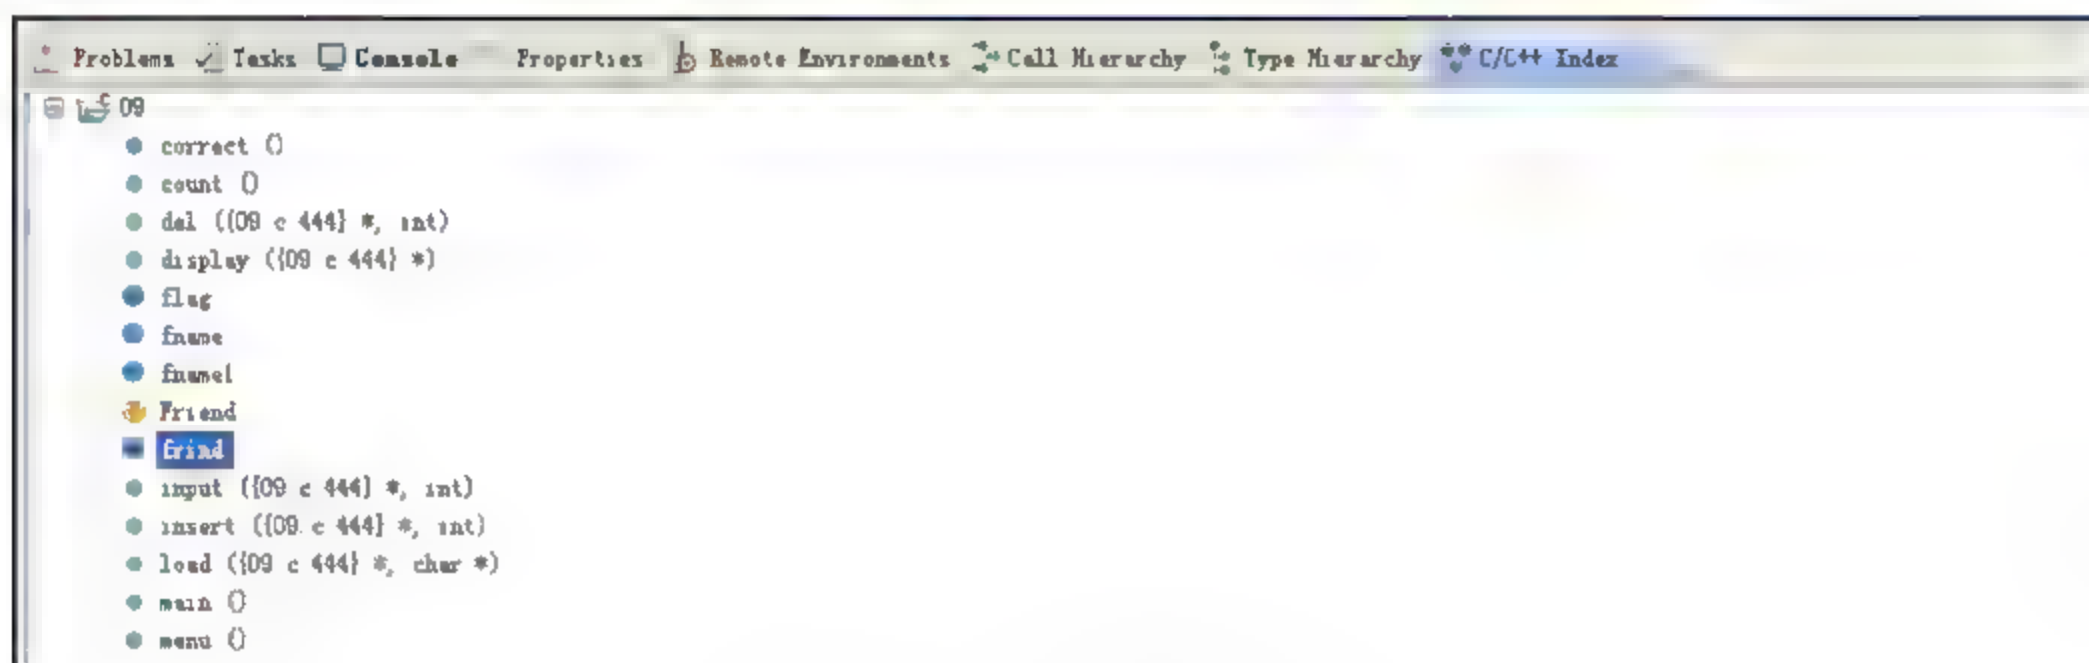 Problems Tasks Console Properties Remote Environments Call Hierarchy Type Hierarchy C/C++ Index
09
correct ()
count ()
del ({09 c 444} *, int)
display ({09 c 444} *)
flag
fname
fname1
Friend
frind
input ({09 c 444} *, int)
insert ({09.c 444} *, int)
load ({09 c 444} *, char *)
main ()
menu ()